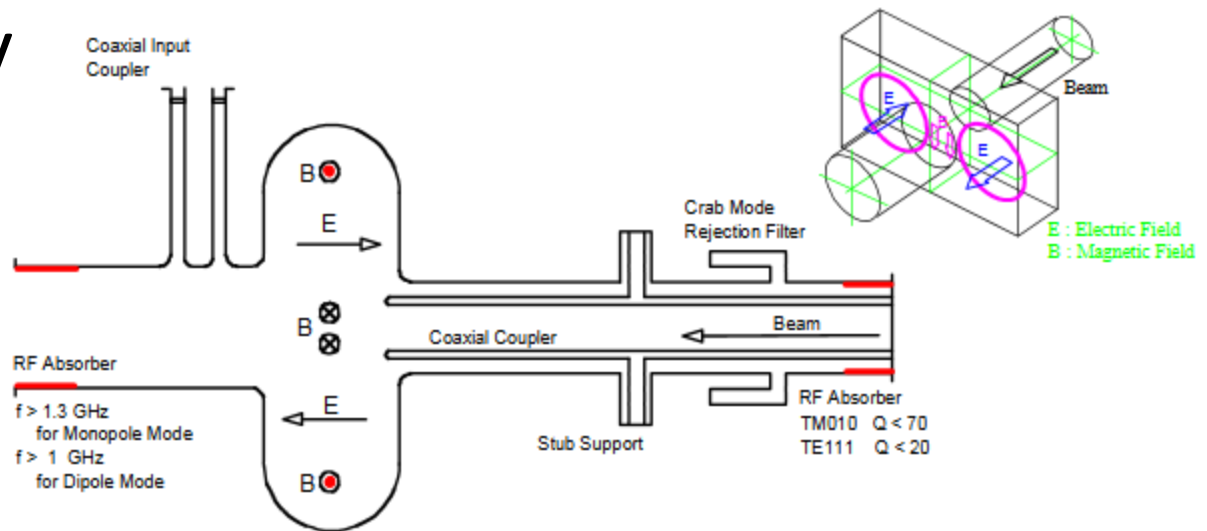 y
Coaxial Input
Coupler
B
E
B
E
B
RF Absorber
f > 1.3 GHz
for Monopole Mode
f > 1 GHz
for Dipole Mode
Coaxial Coupler
Stub Support
Crab Mode
Rejection Filter
Beam
RF Absorber
TM010 Q < 70
TE111 Q < 20
E
B
E
Beam
E : Electric Field
B : Magnetic Field